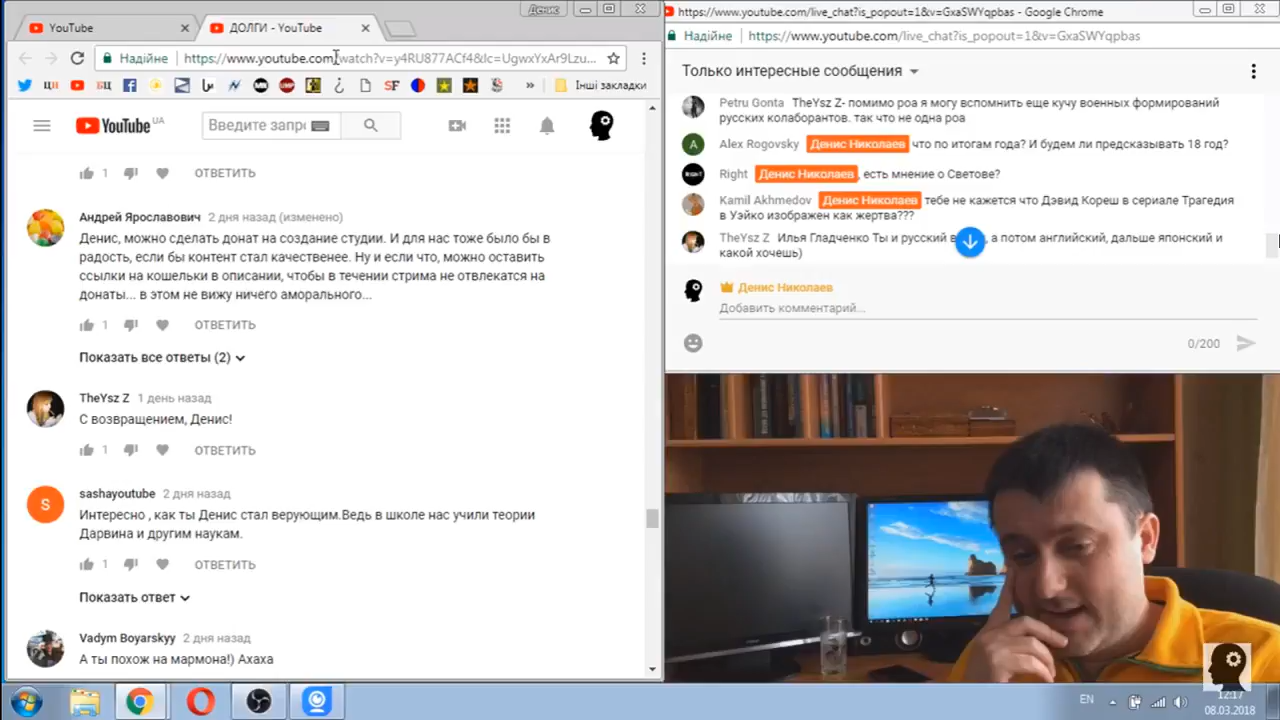 Денис
YouTube
ДОЛГИ - YouTube
Надійне
https://www.youtube.com/watch?v=y4RU877ACf4&lc=UgwxYxAr9Lzu...
ЦН
БЦ
SF
»
Інші закладки
YouTube UA
Введите запро
1
ОТВЕТИТЬ
Андрей Ярославович 2 дня назад (изменено)
Денис, можно сделать донат на создание студии. И для нас тоже было бы в
радость, если бы контент стал качественее. Ну и если что, можно оставить
ссылки на кошельки в описании, чтобы в течении стрима не отвлекатся на
донаты... в этом не вижу ничего аморального...
1
ОТВЕТИТЬ
Показать все ответы (2)
TheYsz Z 1 день назад
С возвращением, Денис!
1
ОТВЕТИТЬ
S
sashayoutube 2 дня назад
Интересно , как ты Денис стал верующим.Ведь в школе нас учили теории
Дарвина и другим наукам.
1
ОТВЕТИТЬ
Показать ответ
Vadym Boyarskyy 2 дня назад
А ты похож на мармона!) Ахаха
https://www.youtube.com/live_chat?is_popout=1&v=GxaSWYqpbas - Google Chrome
Надійне
https://www.youtube.com/live_chat?is_popout=1&v=GxaSWYqpbas
Только интересные сообщения
Petru Gonta TheYsz Z- помимо роа я могу вспомнить еще кучу военных формирований
русских колаборантов. так что не одна роа
A
Alex Rogovsky Денис Николаев что по итогам года? И будем ли предсказывать 18 год?
RIGHT
Right Денис Николаев, есть мнение о Светове?
Kamil Akhmedov Денис Николаев тебе не кажется что Дэвид Кореш в сериале Трагедия
в Уэйко изображен как жертва???
TheYsz Z Илья Гладченко Ты и русский в , а потом английский, дальше японский и
какой хочешь)
Денис Николаев
Добавить комментарий...
0/200
EN
12:17
08.03.2018